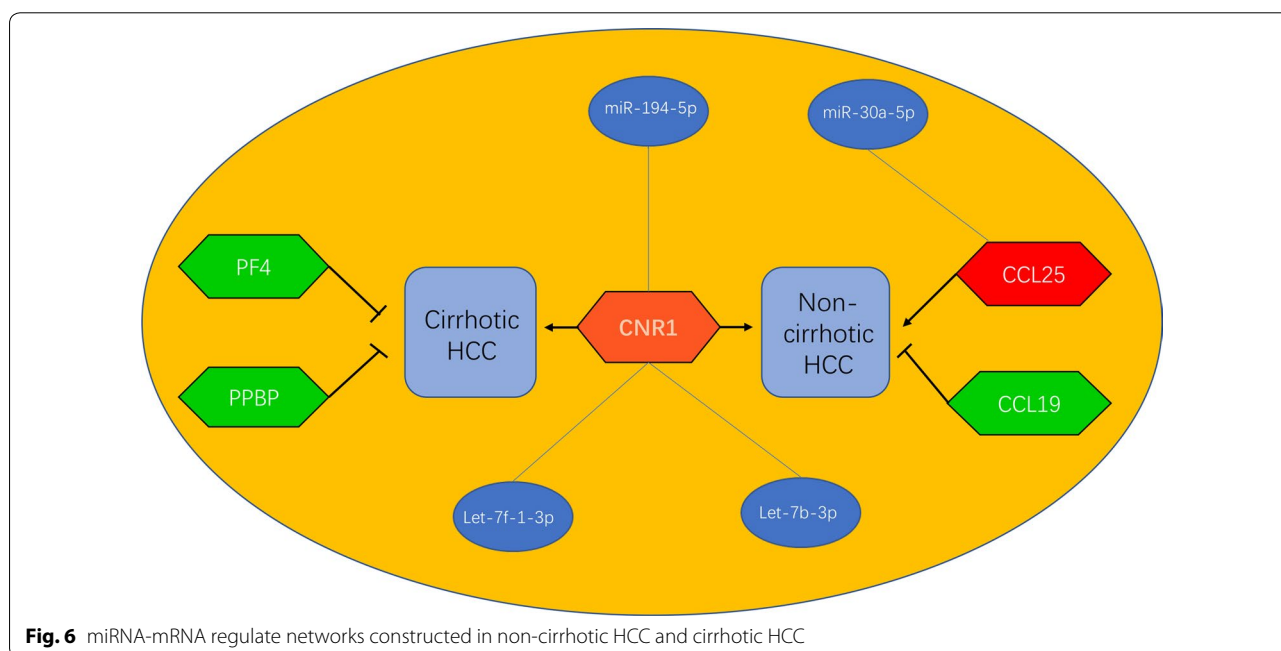 miR-194-5p
miR-30a-5p
PF4
CCL25
Cirrhotic
HCC
CNR1
Non-
cirrhotic
HCC
PPBP
CCL19
Let-7f-1-3p
Let-7b-3p
Fig. 6 miRNA-mRNA regulate networks constructed in non-cirrhotic HCC and cirrhotic HCC